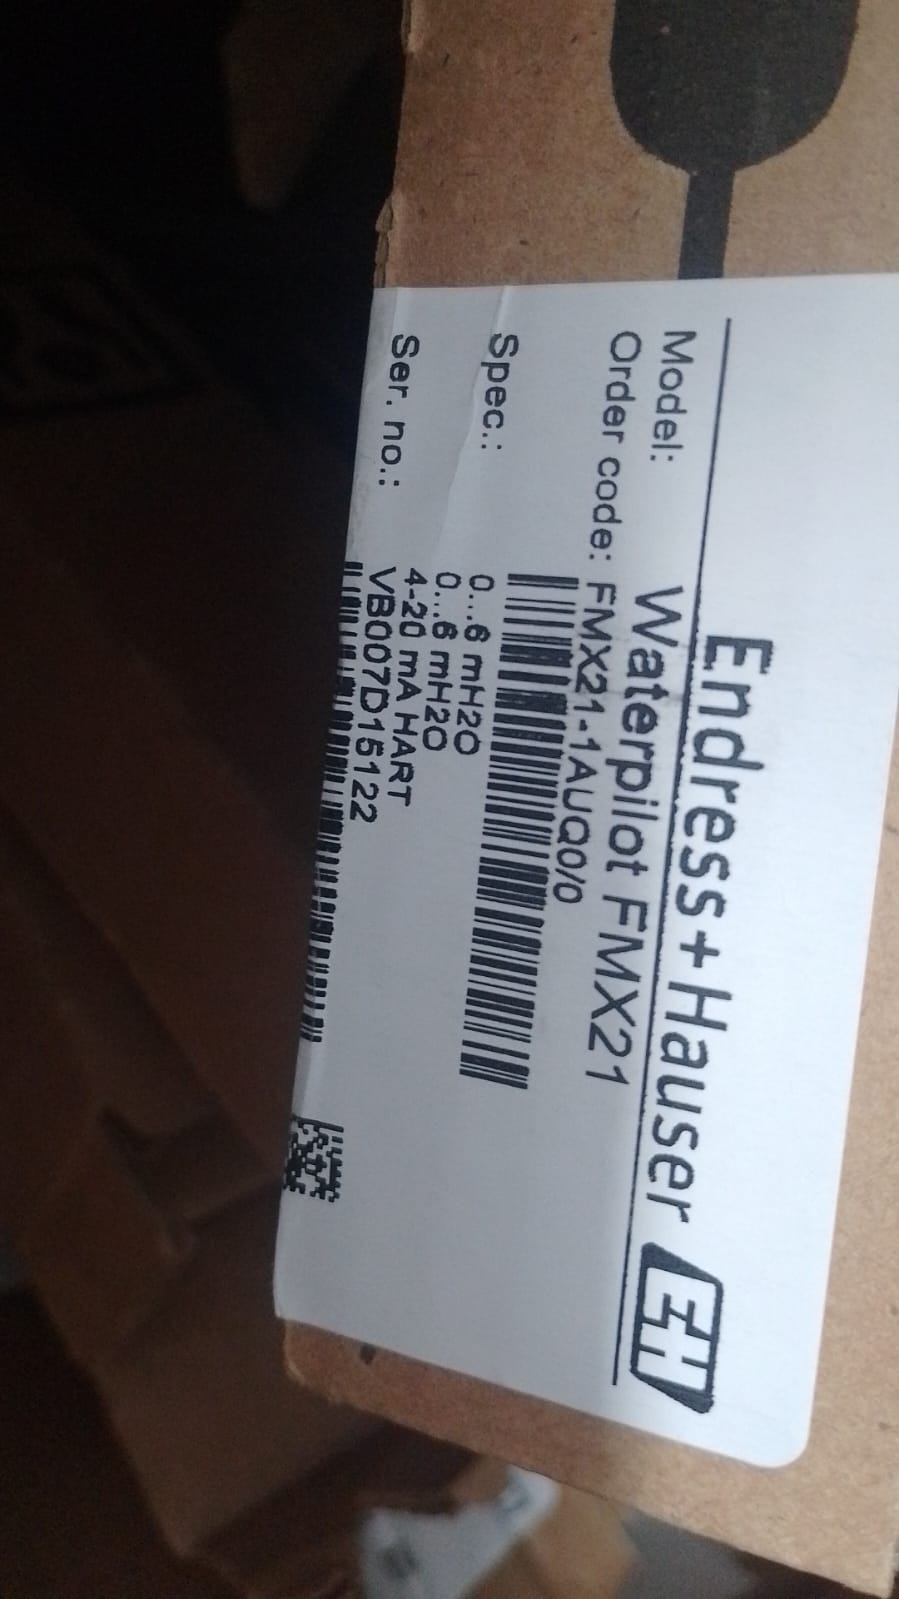 Endress+Hauser EH
Model: Waterpilot FMX21
Order code: FMX21-1AUQ0/0
Spec.: 0...6 mH2O
0...6 mH2O
4-20 mA HART
Ser. no.: VB007D15122